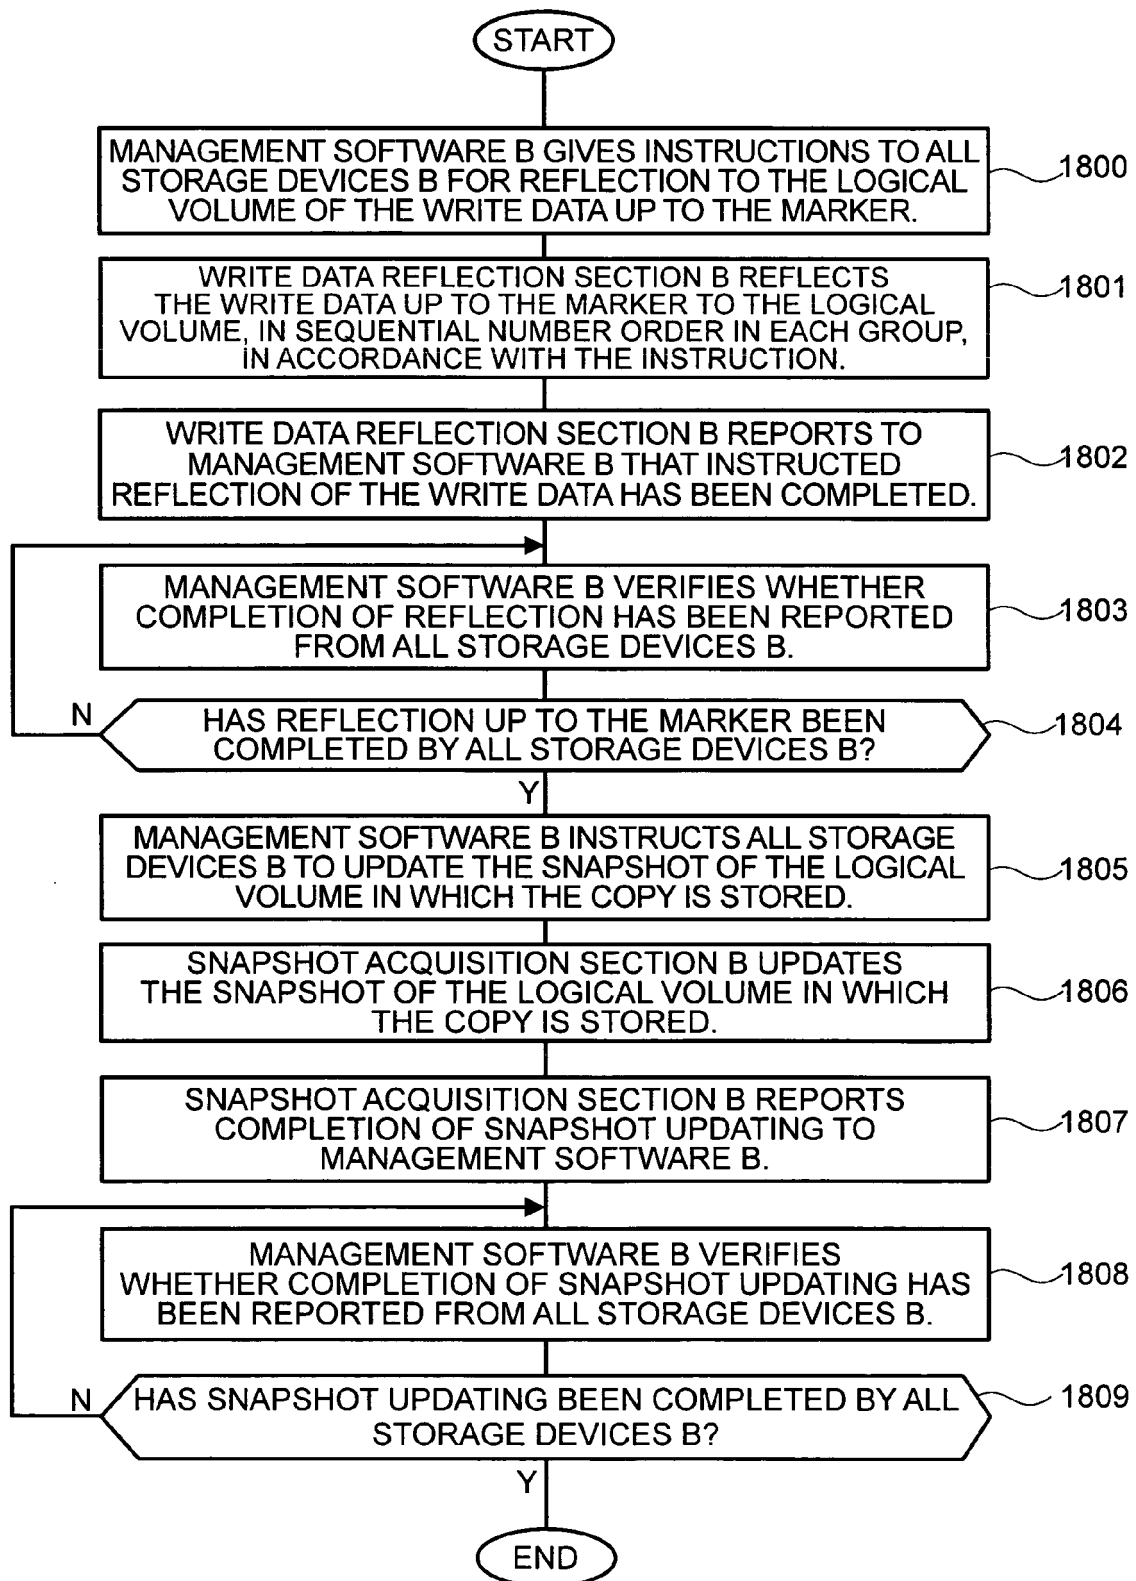 START
MANAGEMENT SOFTWARE B GIVES INSTRUCTIONS TO ALL
STORAGE DEVICES B FOR REFLECTION TO THE LOGICAL
VOLUME OF THE WRITE DATA UP TO THE MARKER.
1800
WRITE DATA REFLECTION SECTION B REFLECTS
THE WRITE DATA UP TO THE MARKER TO THE LOGICAL
VOLUME, IN SEQUENTIAL NUMBER ORDER IN EACH GROUP,
IN ACCORDANCE WITH THE INSTRUCTION.
1801
WRITE DATA REFLECTION SECTION B REPORTS TO
MANAGEMENT SOFTWARE B THAT INSTRUCTED
REFLECTION OF THE WRITE DATA HAS BEEN COMPLETED.
1802
MANAGEMENT SOFTWARE B VERIFIES WHETHER
COMPLETION OF REFLECTION HAS BEEN REPORTED
FROM ALL STORAGE DEVICES B.
1803
N
HAS REFLECTION UP TO THE MARKER BEEN
COMPLETED BY ALL STORAGE DEVICES B?
1804
Y
MANAGEMENT SOFTWARE B INSTRUCTS ALL STORAGE
DEVICES B TO UPDATE THE SNAPSHOT OF THE LOGICAL
VOLUME IN WHICH THE COPY IS STORED.
1805
SNAPSHOT ACQUISITION SECTION B UPDATES
THE SNAPSHOT OF THE LOGICAL VOLUME IN WHICH
THE COPY IS STORED.
1806
SNAPSHOT ACQUISITION SECTION B REPORTS
COMPLETION OF SNAPSHOT UPDATING TO
MANAGEMENT SOFTWARE B.
1807
MANAGEMENT SOFTWARE B VERIFIES
WHETHER COMPLETION OF SNAPSHOT UPDATING HAS
BEEN REPORTED FROM ALL STORAGE DEVICES B.
1808
N
HAS SNAPSHOT UPDATING BEEN COMPLETED BY ALL
STORAGE DEVICES B?
1809
Y
END